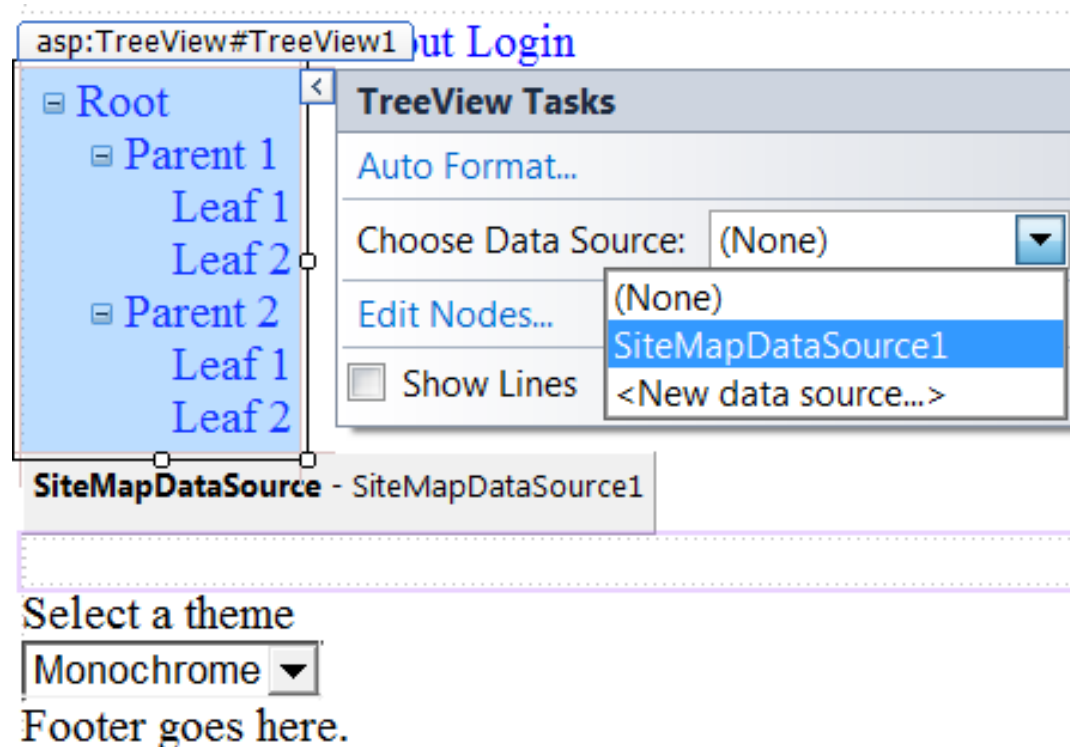 asp:TreeView#TreeView1 ut Login
Root
Parent 1
Leaf 1
Leaf 2
Parent 2
Leaf 1
Leaf 2
<
TreeView Tasks
Auto Format...
Choose Data Source: (None)
(None)
SiteMapDataSource1
<New data source...>
Edit Nodes...
Show Lines
SiteMapDataSource - SiteMapDataSource1
Select a theme
Monochrome
Footer goes here.